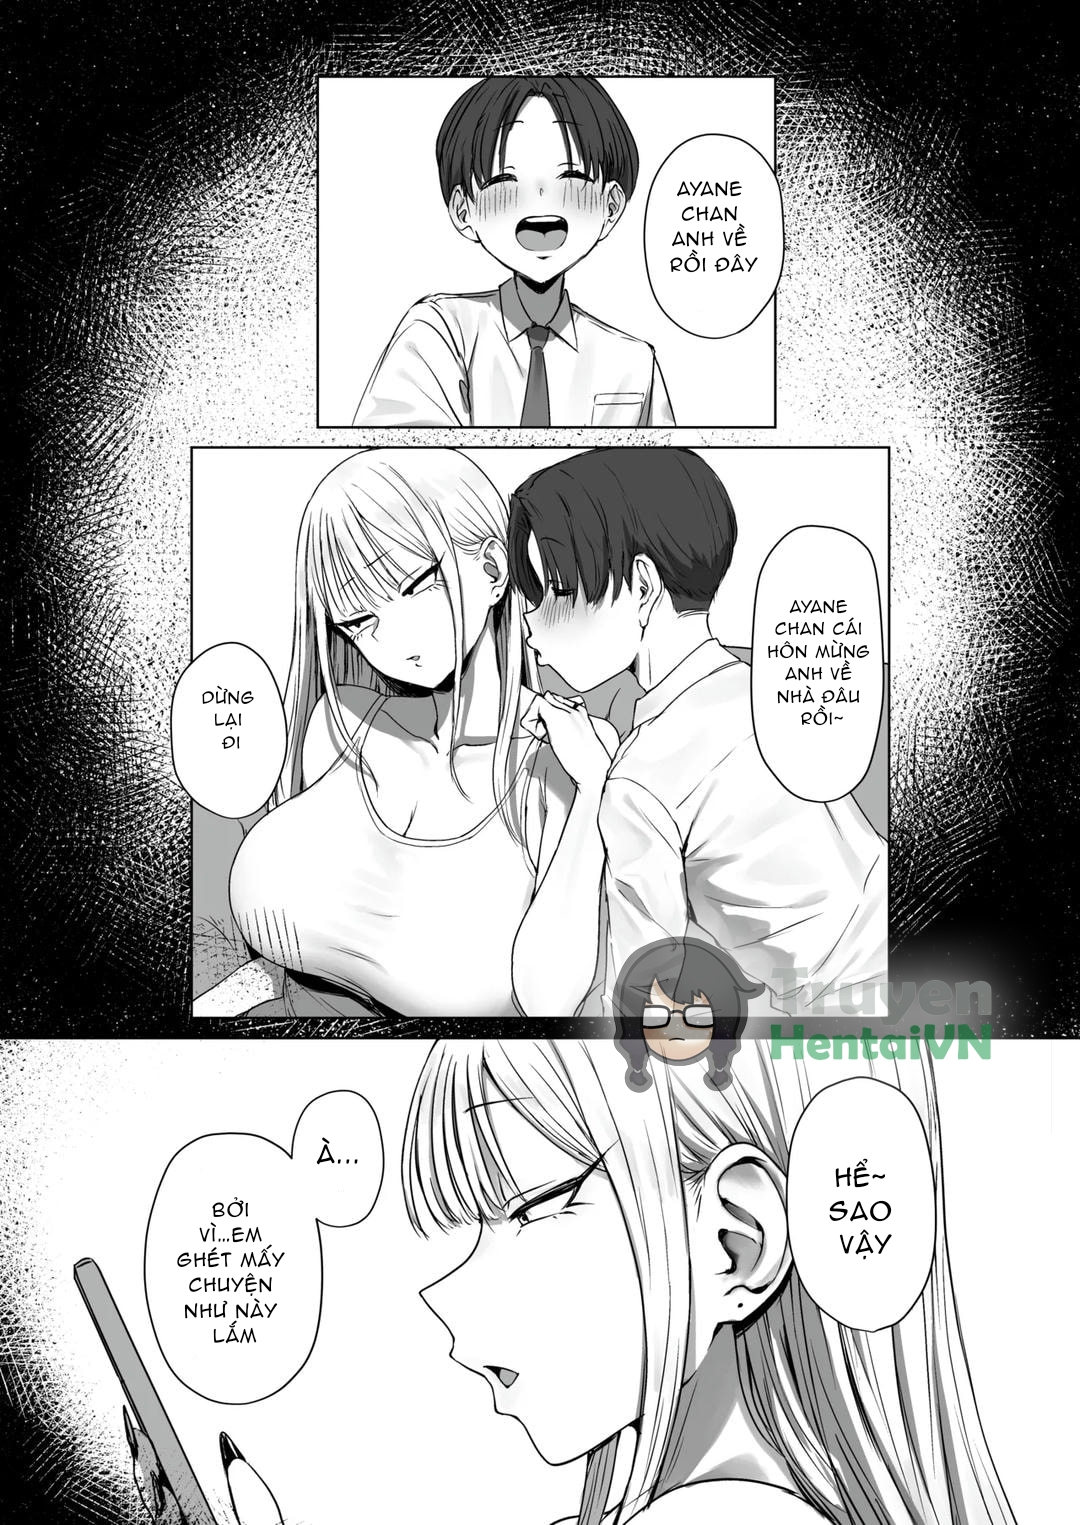 AYANE
CHAN
ANH VỀ
RỒI ĐÂY
AYANE
CHAN CÁI
HÔN MỪNG
ANH VỀ
NHÀ ĐÂU
RỒI~
DỪNG
LẠI
ĐI
Truyen
HentaiVN
HỂ~
SAO
VẬY
À...
BỞI
VÌ...EM
GHÉT MẤY
CHUYỆN
NHƯ NÀY
LẮM